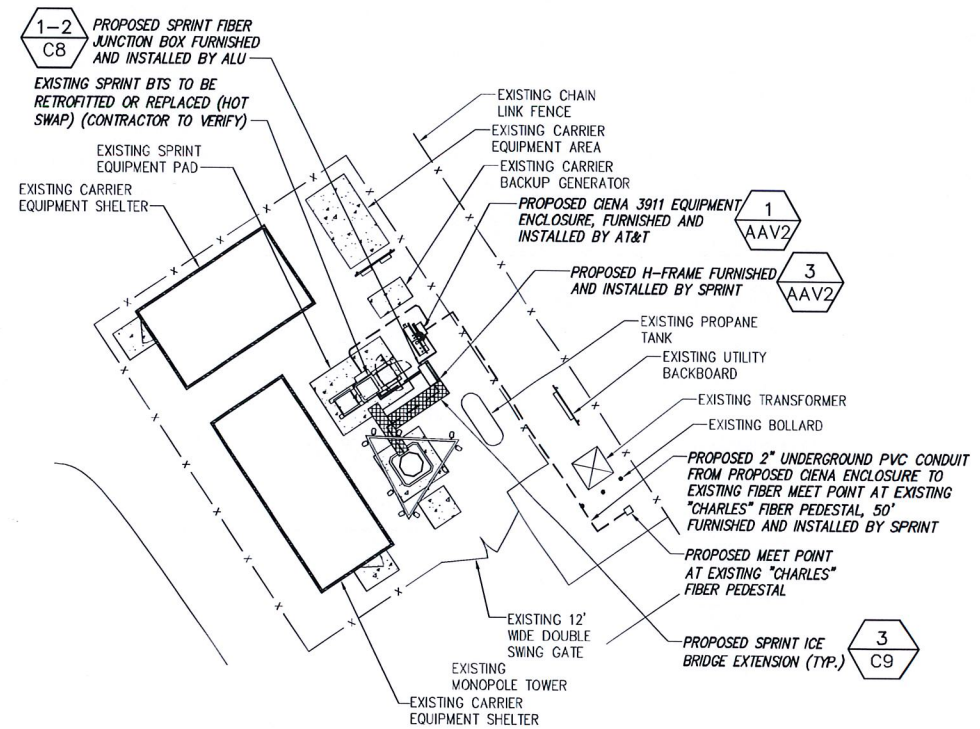 1-2
C8
PROPOSED SPRINT FIBER
JUNCTION BOX FURNISHED
AND INSTALLED BY ALU
EXISTING SPRINT BTS TO BE
RETROFITTED OR REPLACED (HOT
SWAP) (CONTRACTOR TO VERIFY)
EXISTING SPRINT
EQUIPMENT PAD
EXISTING CARRIER
EQUIPMENT SHELTER
EXISTING CHAIN
LINK FENCE
EXISTING CARRIER
EQUIPMENT AREA
EXISTING CARRIER
BACKUP GENERATOR
PROPOSED CIENA 3911 EQUIPMENT
ENCLOSURE, FURNISHED AND
INSTALLED BY AT&T
1
AAV2
PROPOSED H-FRAME FURNISHED
AND INSTALLED BY SPRINT
3
AAV2
EXISTING PROPANE
TANK
EXISTING UTILITY
BACKBOARD
EXISTING TRANSFORMER
EXISTING BOLLARD
PROPOSED 2" UNDERGROUND PVC CONDUIT
FROM PROPOSED CIENA ENCLOSURE TO
EXISTING FIBER MEET POINT AT EXISTING
"CHARLES" FIBER PEDESTAL, 50'
FURNISHED AND INSTALLED BY SPRINT
PROPOSED MEET POINT
AT EXISTING "CHARLES"
FIBER PEDESTAL
PROPOSED SPRINT ICE
BRIDGE EXTENSION (TYP.)
3
C9
EXISTING 12'
WIDE DOUBLE
SWING GATE
EXISTING
MONOPOLE TOWER
EXISTING CARRIER
EQUIPMENT SHELTER